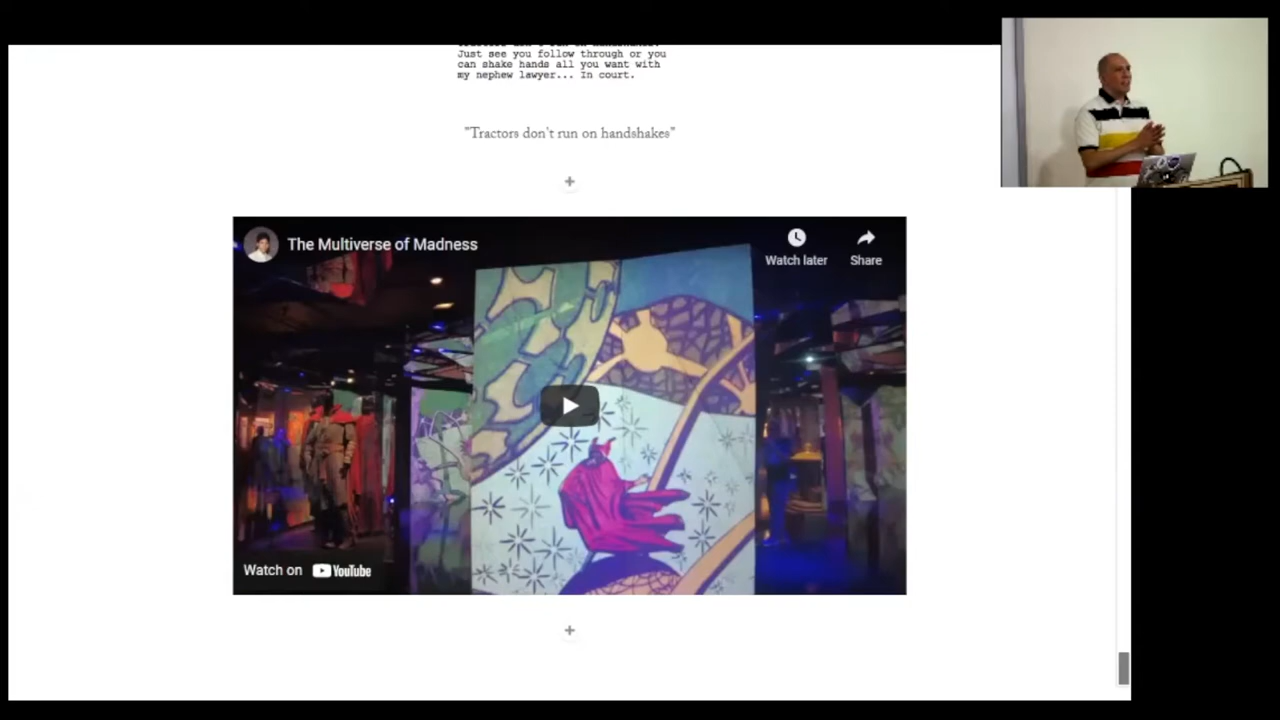 Just see you follow through or you
can shake hands all you want with
my nephew lawyer... In court.
"Tractors don't run on handshakes"
The Multiverse of Madness
Watch later
Share
Watch on YouTube